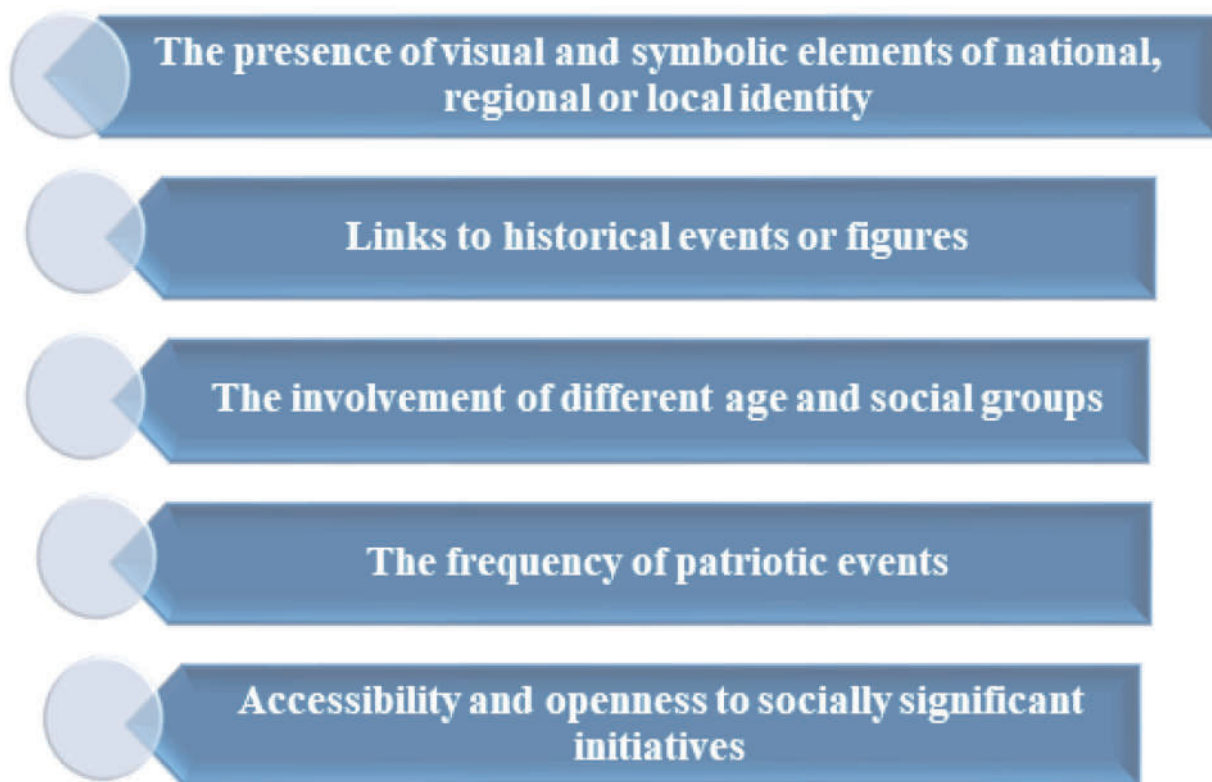 The presence of visual and symbolic elements of national,
regional or local identity
Links to historical events or figures
The involvement of different age and social groups
The frequency of patriotic events
Accessibility and openness to socially significant
initiatives